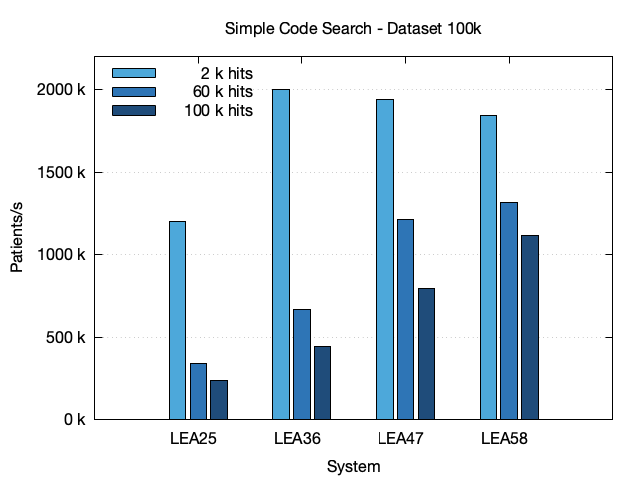 Simple Code Search - Dataset 100k
2 k hits
60 k hits
100 k hits
2000 k
1500 k
1000 k
500 k
0 k
Patients/s
LEA25 LEA36 LEA47 LEA58
System